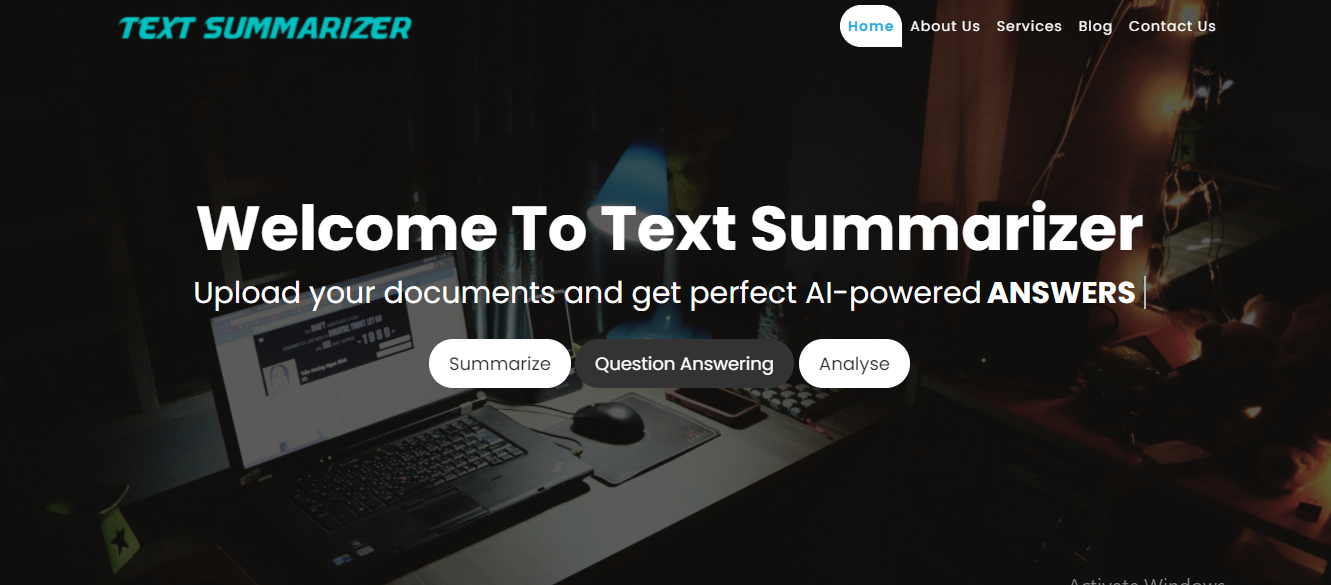 TEXT SUMMARIZER
Home About Us Services Blog Contact Us
Welcome To Text Summarizer
Upload your documents and get perfect AI-powered ANSWERS
Summarize Question Answering Analyse
-1989-
Activate Windows